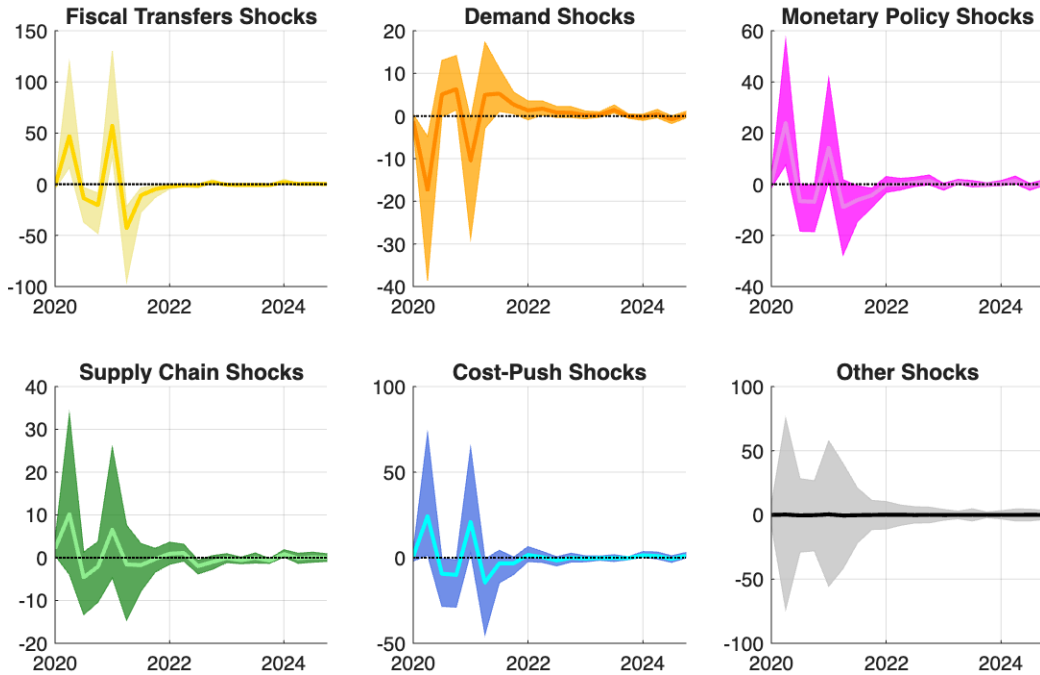 Fiscal Transfers Shocks
150
100
50
0
-50
-100
2020 2022 2024
Demand Shocks
20
10
0
-10
-20
-30
-40
2020 2022 2024
Monetary Policy Shocks
60
40
20
0
-20
-40
2020 2022 2024
Supply Chain Shocks
40
30
20
10
0
-10
-20
2020 2022 2024
Cost-Push Shocks
100
50
0
-50
2020 2022 2024
Other Shocks
100
50
0
-50
-100
2020 2022 2024